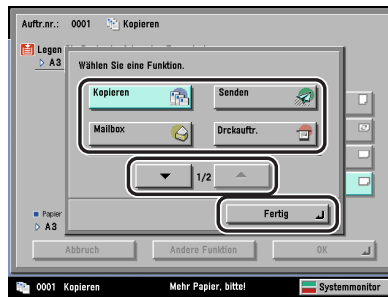 Auftr.nr.: 0001 Kopieren
Legen
A3
Wählen Sie eine Funktion.
Kopieren Senden
Mailbox Drckauftr.
1/2
Fertig
Papier
A3
Abbruch Andere Funktion OK
0001 Kopieren Mehr Papier, bitte! Systemmonitor